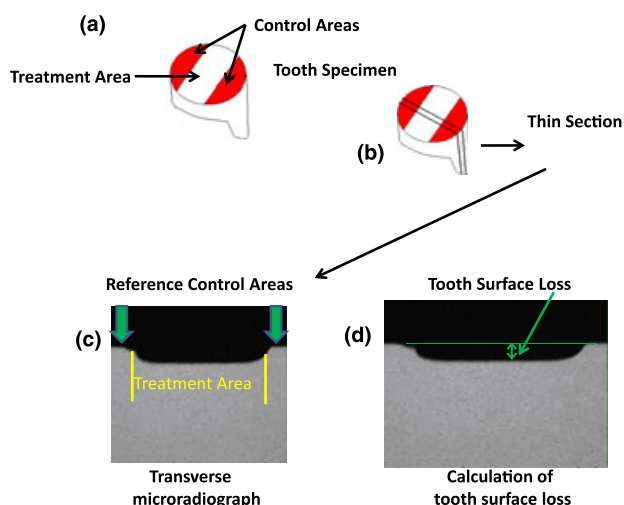 (a)
Control Areas
Treatment Area
Tooth Specimen
(b)
Thin Section
Reference Control Areas
(c)
Treatment Area
Transverse
microradiograph
Tooth Surface Loss
(d)
Calculation of
tooth surface loss